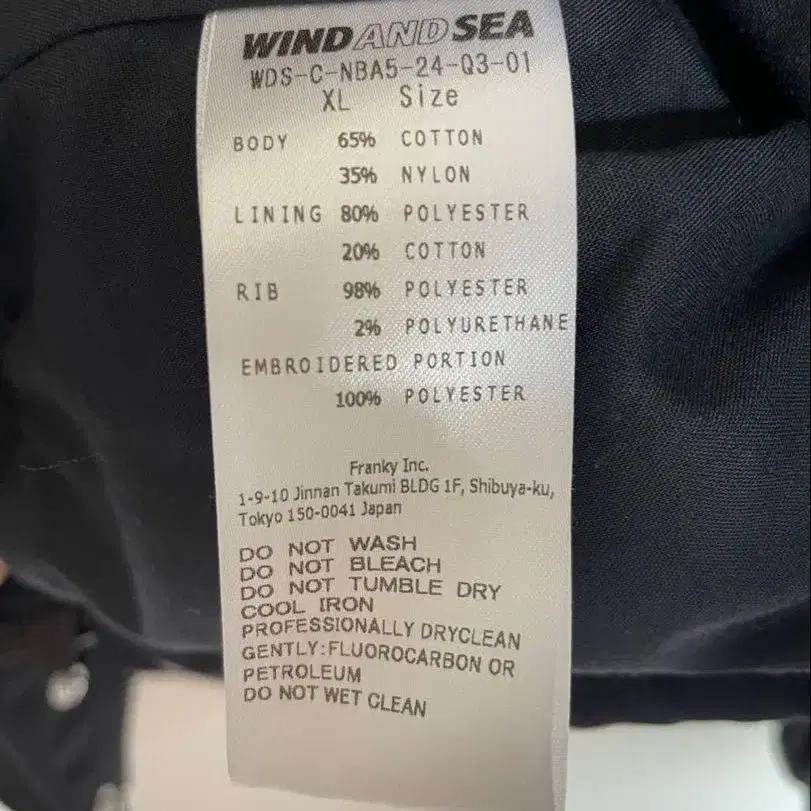 WIND AND SEA
WDS-C-NBA5-24-Q3-01
XL Size
BODY 65% COTTON
35% NYLON
LINING 80% POLYESTER
20% COTTON
RIB 98% POLYESTER
2% POLYURETHANE
EMBROIDERED PORTION
100% POLYESTER
Franky Inc.
1-9-10 Jinnan Takumi BLDG 1F, Shibuya-ku,
Tokyo 150-0041 Japan
DO NOT WASH
DO NOT BLEACH
DO NOT TUMBLE DRY
COOL IRON
PROFESSIONALLY DRYCLEAN
GENTLY:FLUOROCARBON OR
PETROLEUM
DO NOT WET CLEAN